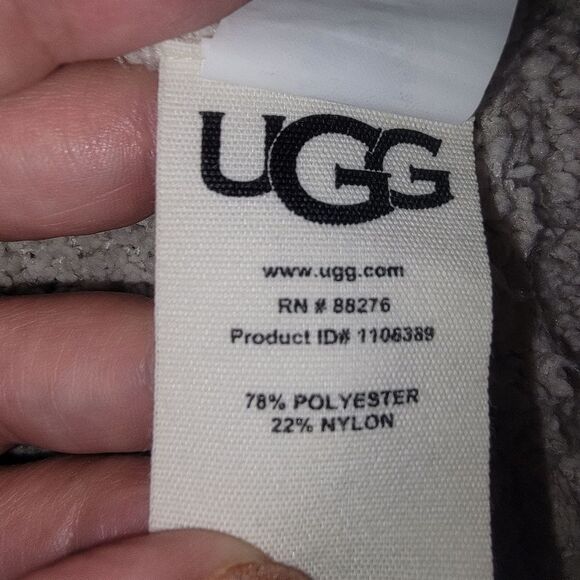 UGG
www.ugg.com
RN # 88276
Product ID# 1106389
78% POLYESTER
22% NYLON